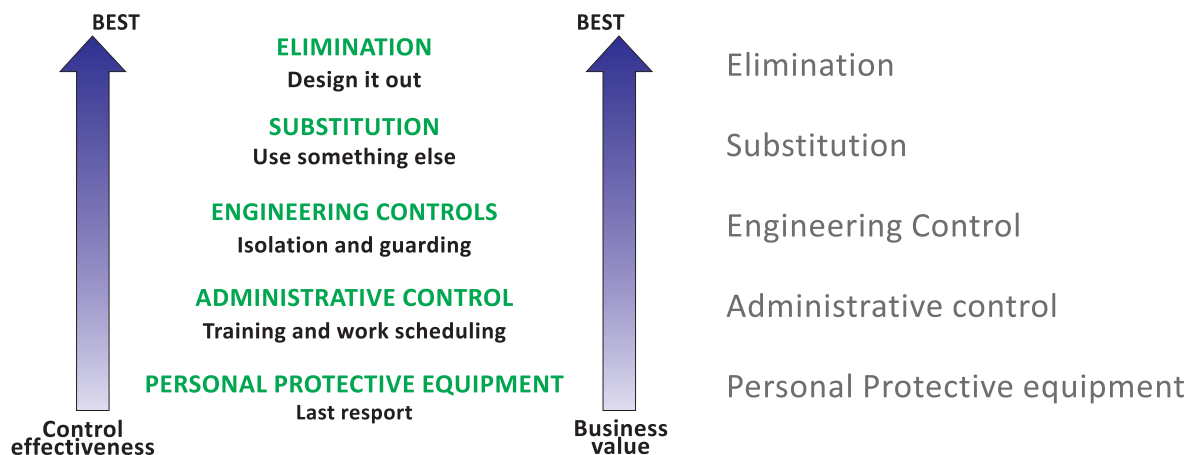 BEST
ELIMINATION
Design it out
SUBSTITUTION
Use something else
ENGINEERING CONTROLS
Isolation and guarding
ADMINISTRATIVE CONTROL
Training and work scheduling
PERSONAL PROTECTIVE EQUIPMENT
Last resport
Control
effectiveness
BEST
Business
value
Elimination
Substitution
Engineering Control
Administrative control
Personal Protective equipment